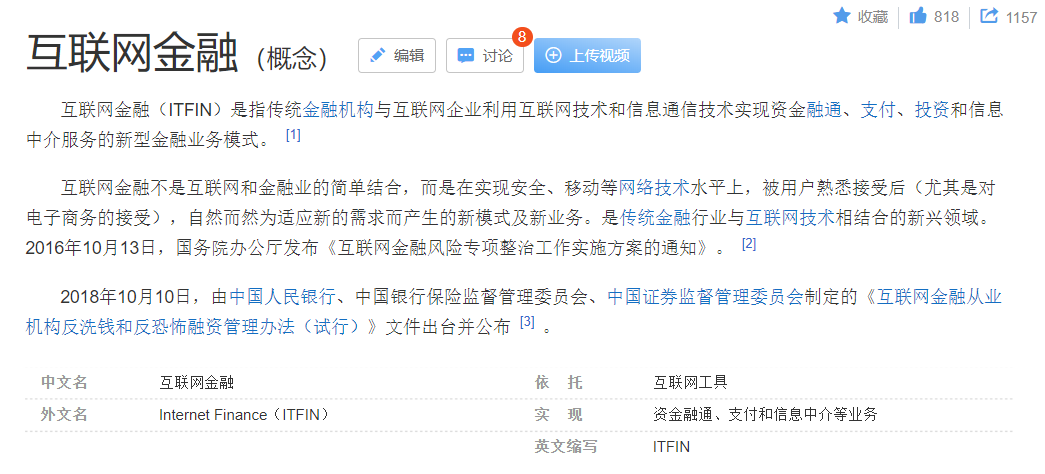 收藏 818 1157
互联网金融（概念） 编辑 讨论 8 上传视频
互联网金融（ITFIN）是指传统金融机构与互联网企业利用互联网技术和信息通信技术实现资金融通、支付、投资和信息
中介服务的新型金融业务模式。 [1]
互联网金融不是互联网和金融业的简单结合，而是在实现安全、移动等网络技术水平上，被用户熟悉接受后（尤其是对
电子商务的接受），自然而然为适应新的需求而产生的新模式及新业务。是传统金融行业与互联网技术相结合的新兴领域。
2016年10月13日，国务院办公厅发布《互联网金融风险专项整治工作实施方案的通知》。 [2]
2018年10月10日，由中国人民银行、中国银行保险监督管理委员会、中国证券监督管理委员会制定的《互联网金融从业
机构反洗钱和反恐怖融资管理办法（试行）》文件出台并公布 [3] 。
中文名 互联网金融 依 托 互联网工具
外文名 Internet Finance（ITFIN） 实 现 资金融通、支付和信息中介等业务
英文缩写 ITFIN